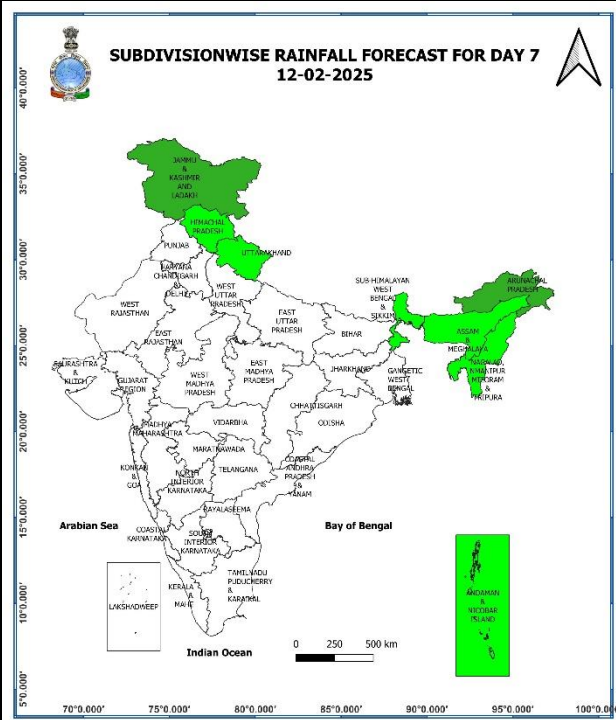 SUBDIVISIONWISE RAINFALL FORECAST FOR DAY 7
12-02-2025
40°0.000'
35°0.000'
30°0.000'
25°0.000'
20°0.000'
15°0.000'
10°0.000'
5°0.000'
JAMMU
&
KASHMIR
AND
LADAKH
HIMACHAL
PRADESH
PUNJAB
UTTARAKHAND
HARYANA
CHANDIGARH
&
DELHI
WEST
UTTAR
PRADESH
WEST
RAJASTHAN
EAST
RAJASTHAN
EAST
UTTAR
PRADESH
BIHAR
SUB-HIMALAYAN
WEST
BENGAL
&
SIKKIM
ARUNACHAL
PRADESH
ASSAM
&
MEGHALAYA
MIZORAM
&
TRIPURA
SAURASHTRA
&
KUTCH
GUJARAT
REGION
WEST
MADHYA
PRADESH
EAST
MADHYA
PRADESH
JHARKHAND
GANGETIC
WEST
BENGAL
CHHATTISGARH
ODISHA
MADHYA
MAHARASHTRA
VIDARBHA
MARATHWADA
TELANGANA
KONKAN
&
GOA
NORTH
INTERIOR
KARNATAKA
COASTAL
ANDHRA
PRADESH
&
YANAM
RAYALASEEMA
COASTAL
KARNATAKA
SOUTH
INTERIOR
KARNATAKA
Arabian Sea
Bay of Bengal
TAMILNADU
PUDUCHERRY
&
KARAIKAL
KERALA
&
MAHE
LAKSHADWEEP
ANDAMAN
&
NICOBAR
ISLAND
Indian Ocean
0 250 500 km
70°0.000' 75°0.000' 80°0.000' 85°0.000' 90°0.000' 95°0.000' 100°0.00